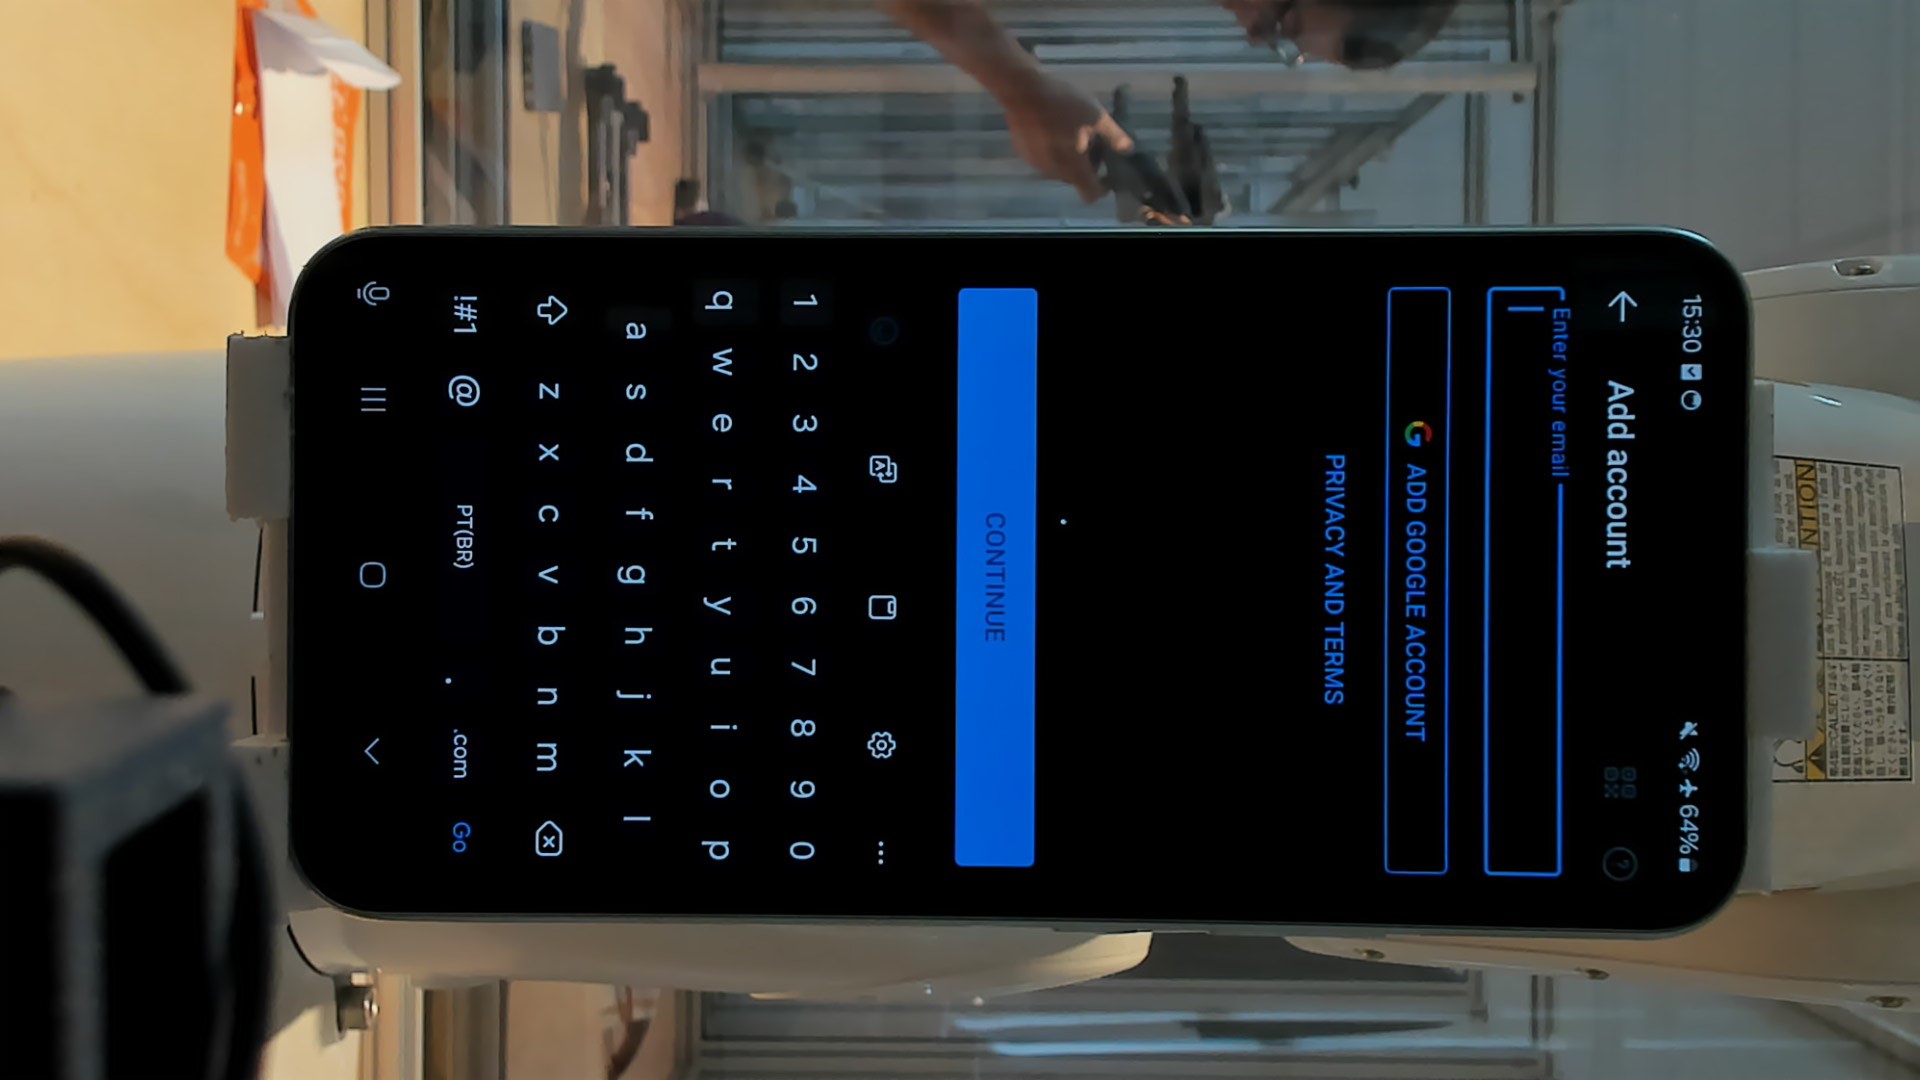 15:30
64%
Add account
Enter your email
ADD GOOGLE ACCOUNT
PRIVACY AND TERMS
CONTINUE
1 2 3 4 5 6 7 8 9 0
q w e r t y u i o p
a s d f g h j k l
z x c v b n m
!#1 @ PT(BR) . .com Go